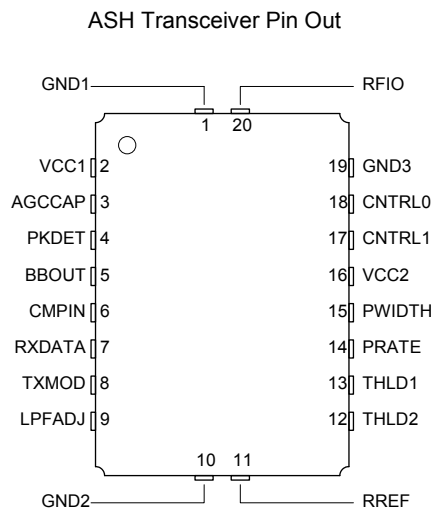 ASH Transceiver Pin Out
GND1 RFIO
1 20
VCC1 2 19 GND3
AGCCAP 3 18 CNTRL0
PKDET 4 17 CNTRL1
BBOUT 5 16 VCC2
CMPIN 6 15 PWIDTH
RXDATA 7 14 PRATE
TXMOD 8 13 THLD1
LPFADJ 9 12 THLD2
10 11
GND2 RREF